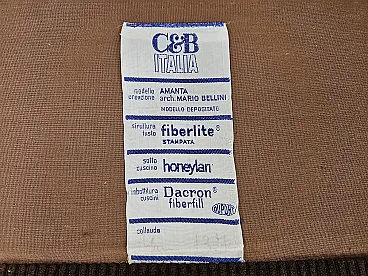 C&B
ITALIA
modello AMANTA
creazione arch. MARIO BELLINI
MODELLO DEPOSITATO
struttura fusto fiberlite®
STAMPATA
sotto cuscino honeylan®
imbottitura Dacron®
cuscini fiberfill
DU PONT
collaudo